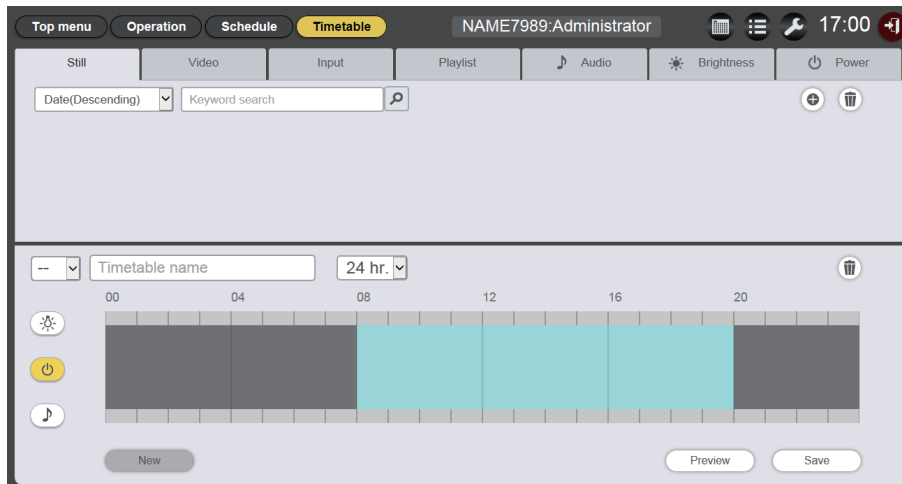 Top menu Operation Schedule Timetable NAME7989:Administrator 17:00
Still Video Input Playlist Audio Brightness Power
Date(Descending) Keyword search
-- Timetable name 24 hr.
00 04 08 12 16 20
New Preview Save